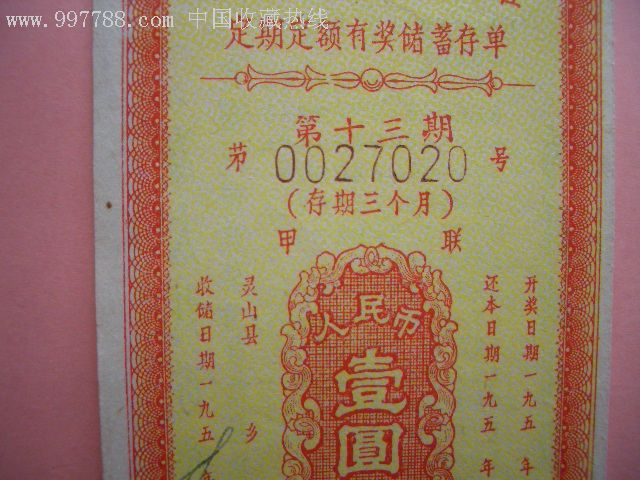 www.997788.com 中国收藏热线
定期定额有奖储蓄存单
第十三期
第 0027020 号
(存期三个月)
甲 联
人民币
壹圓
开奖日期一九五 年
还本日期一九五 年
灵山县 乡
收储日期一九五